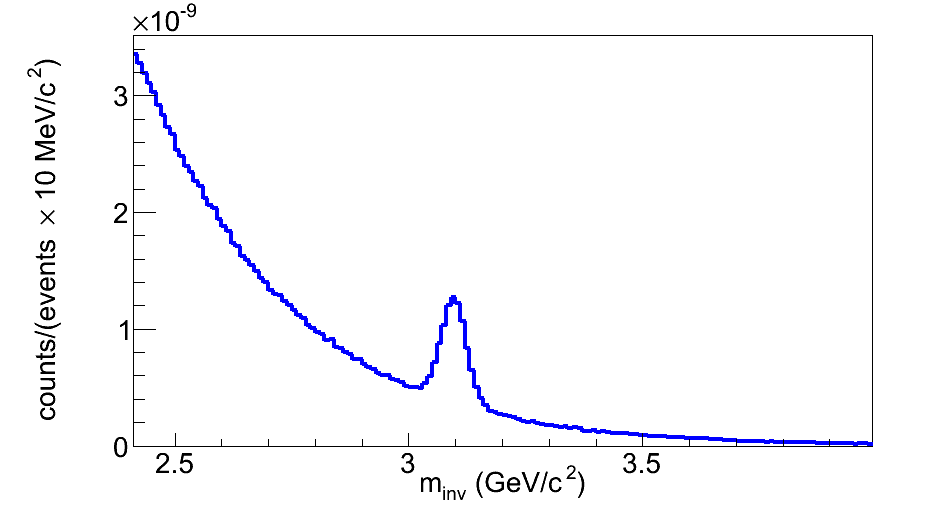 ×10⁻⁹
counts/(events × 10 MeV/c²)
3
2
1
0
2.5 3 3.5
m_inv (GeV/c²)